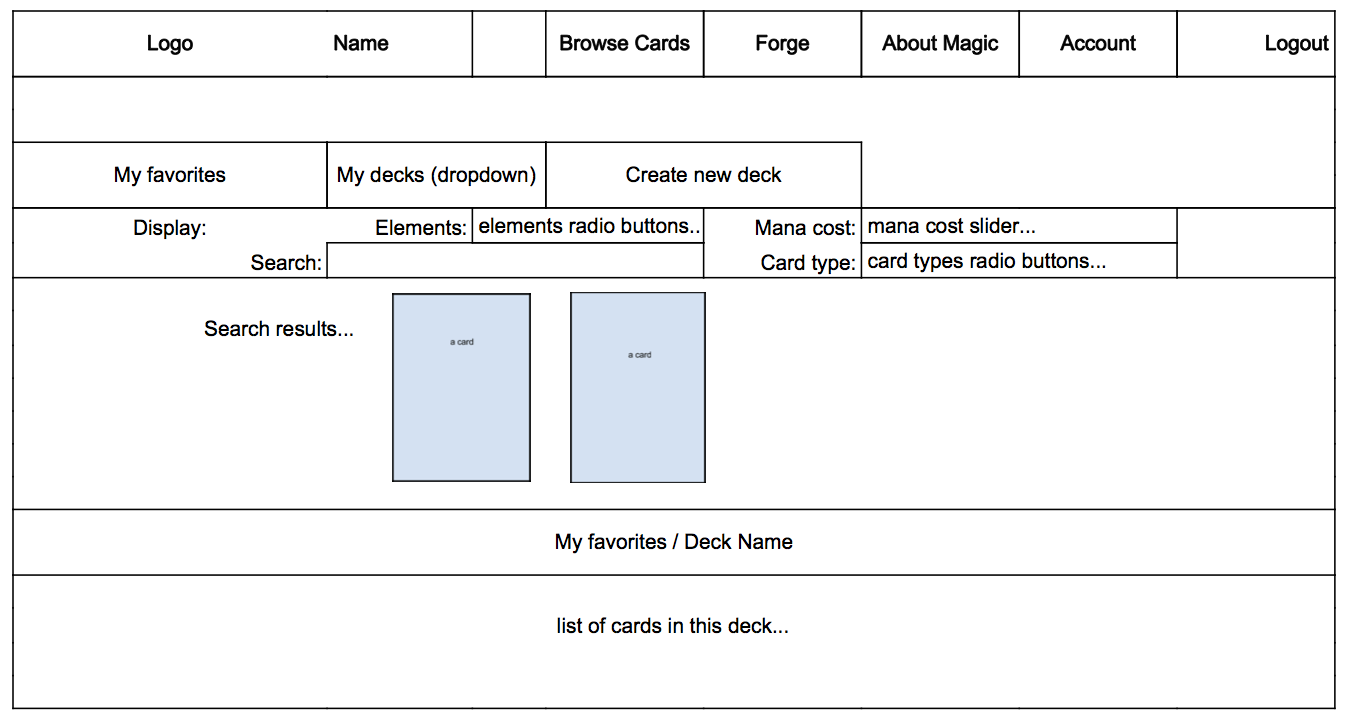 Logo Name Browse Cards Forge About Magic Account Logout
My favorites My decks (dropdown) Create new deck
Display: Elements: elements radio buttons.. Mana cost: mana cost slider...
Search: Card type: card types radio buttons...
Search results...
a card
a card
My favorites / Deck Name
list of cards in this deck...